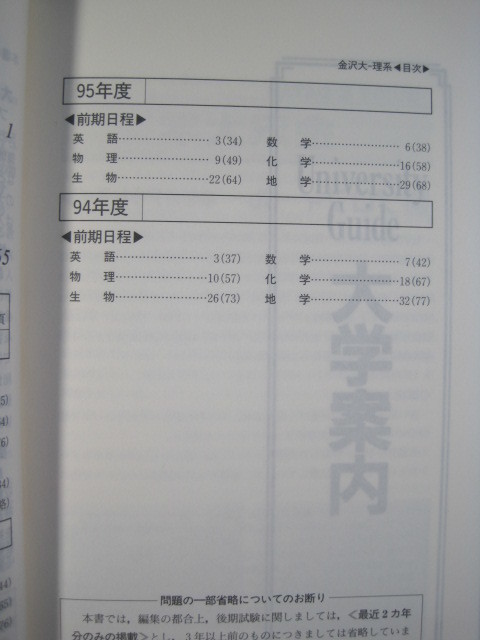 金沢大-理系◀目次▶
95年度
◀前期日程▶
英語……………………3(34) 数学……………………6(38)
物理……………………9(49) 化学……………………16(58)
生物……………………22(64) 地学……………………29(68)
94年度
◀前期日程▶
英語……………………3(37) 数学……………………7(42)
物理……………………10(57) 化学……………………18(67)
生物……………………26(73) 地学……………………32(77)
University
Guide
大学案内
問題の一部省略についてのお断り
本書では，編集の都合上，後期試験に関しましては，＜最近2カ年
分のみの掲載＞とし，3年以上前のものにつきましては省略していま